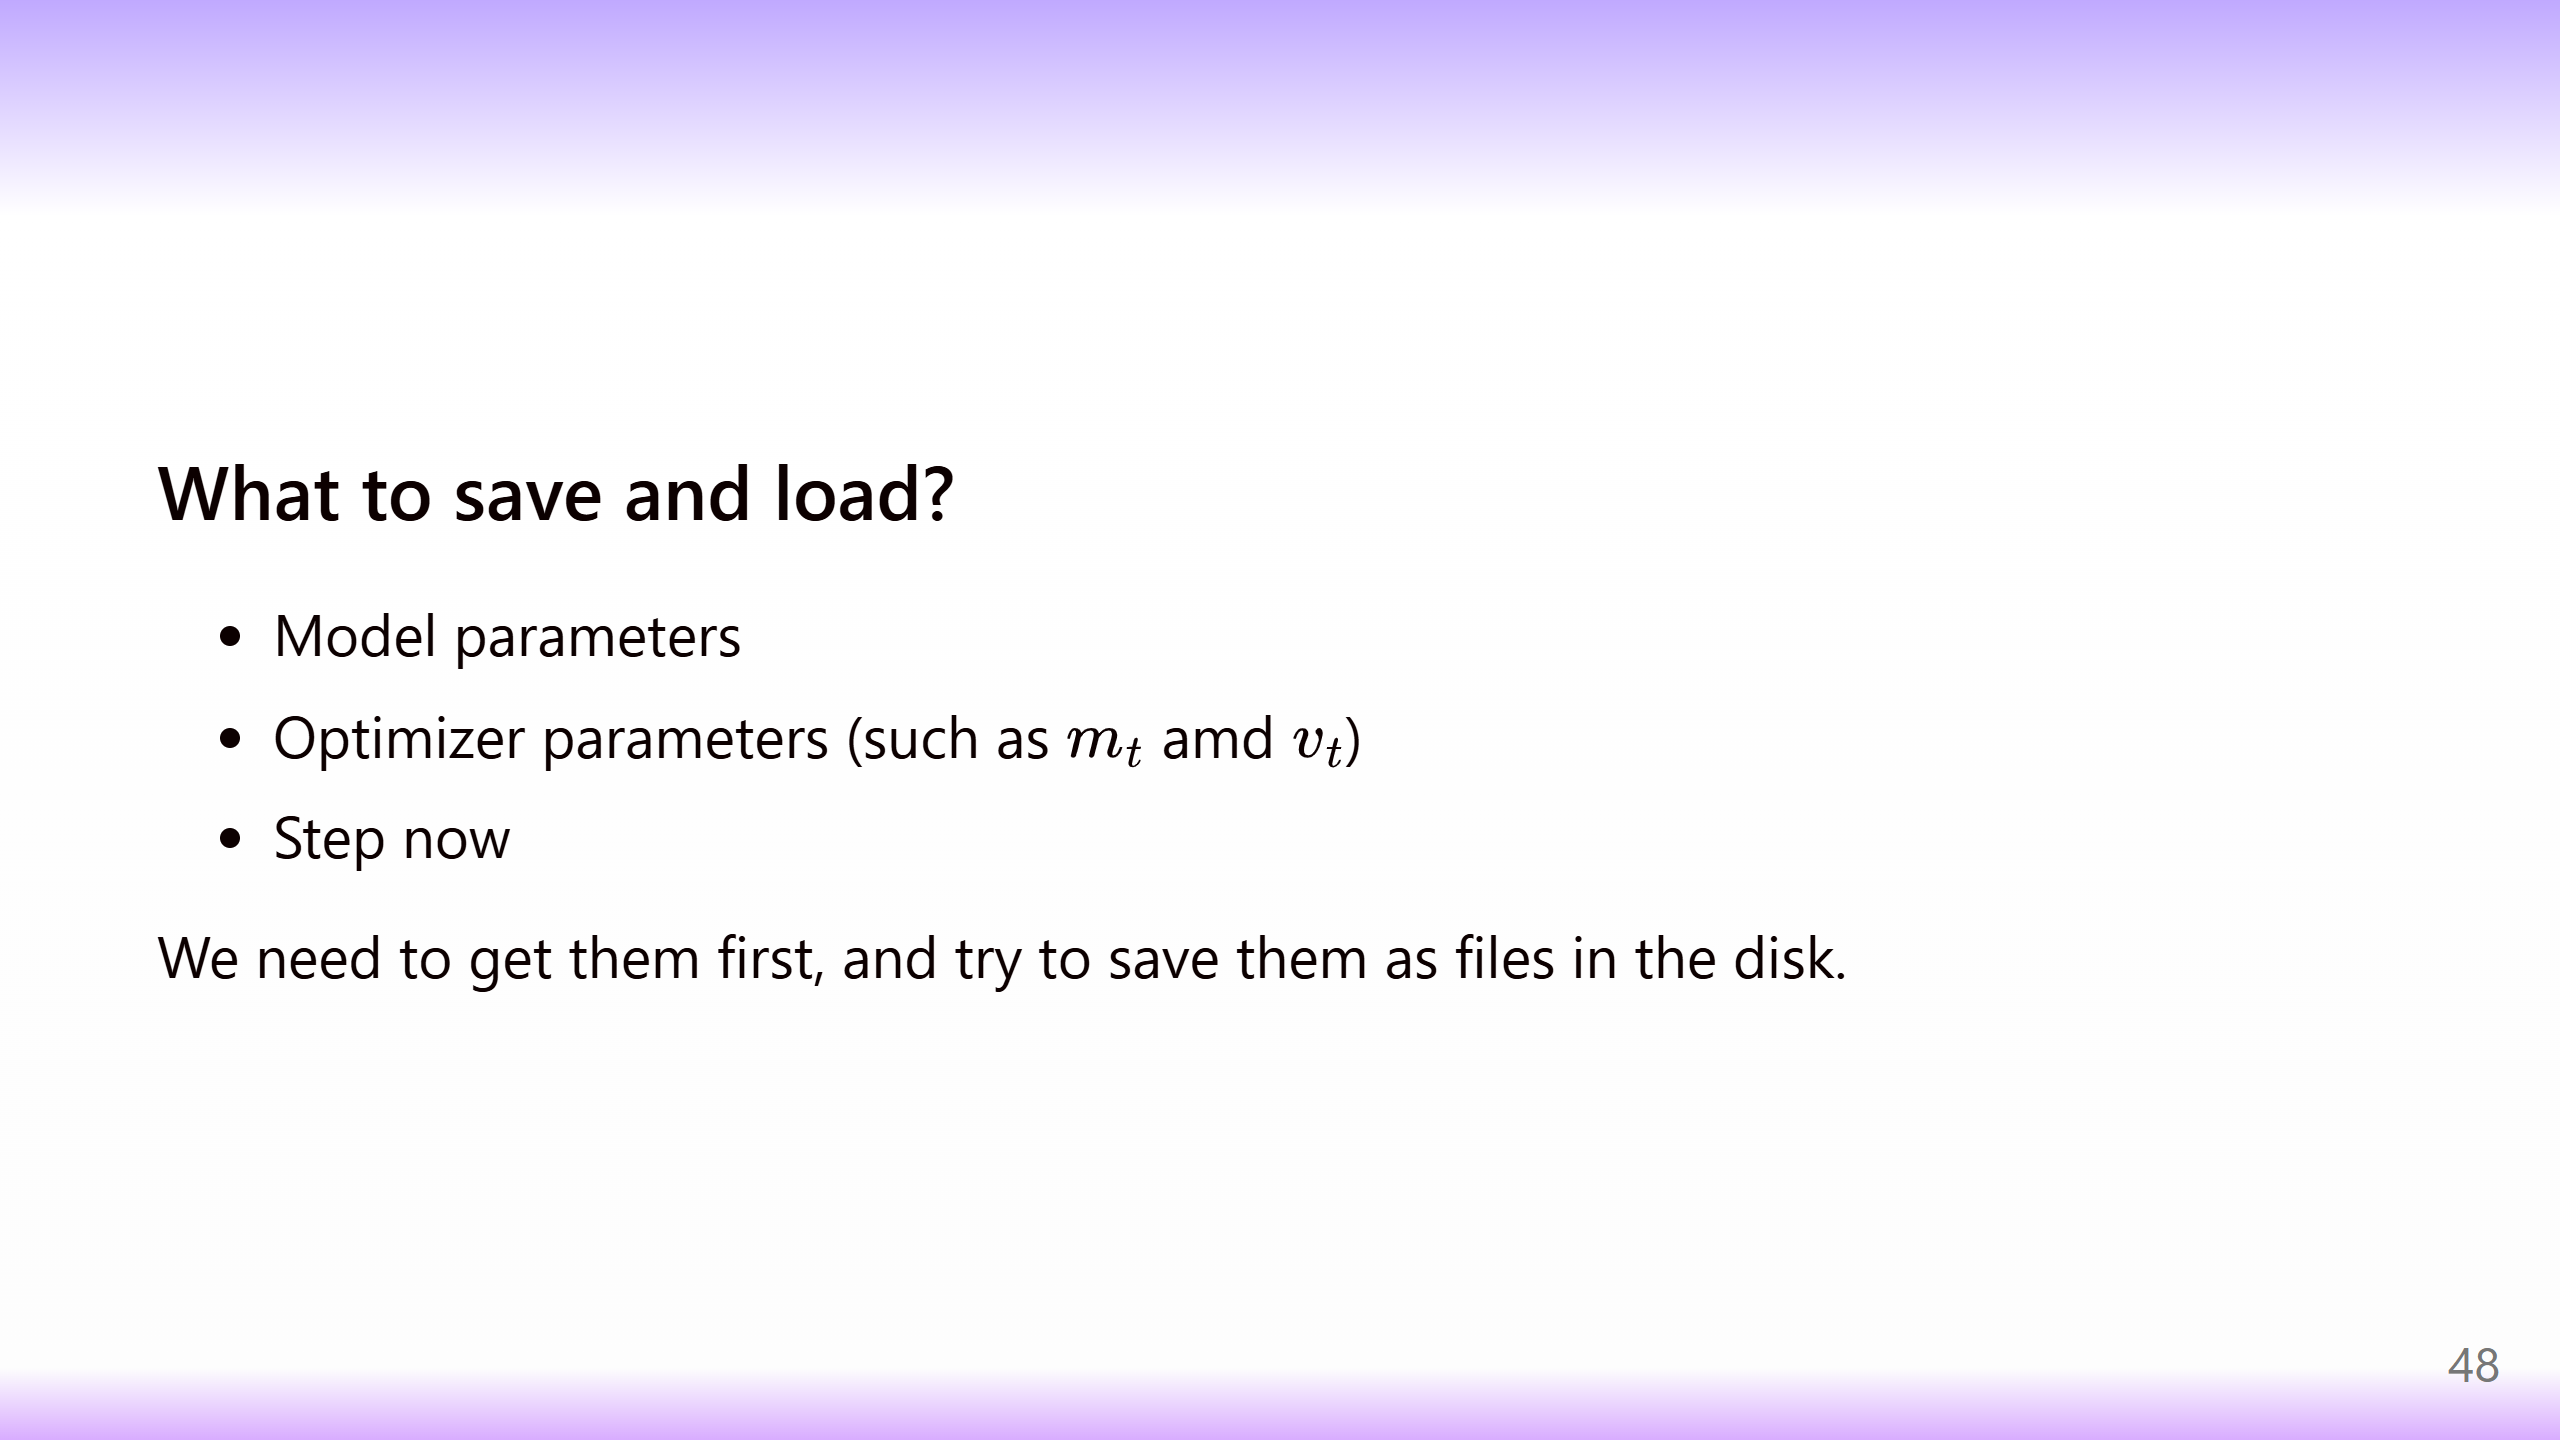 What to save and load?
• Model parameters
• Optimizer parameters (such as $m_t$ amd $v_t$)
• Step now
We need to get them first, and try to save them as files in the disk.
48